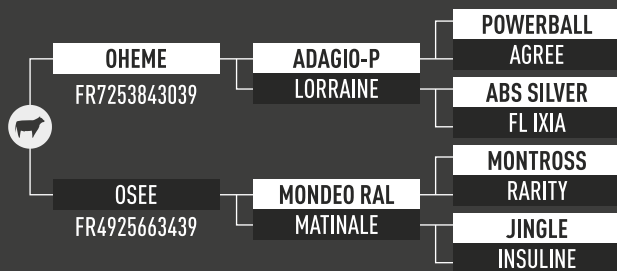 OHEME
FR7253843039
ADAGIO-P
LORRAINE
POWERBALL
AGREE
ABS SILVER
FL IXIA
OSEE
FR4925663439
MONDEO RAL
MATINALE
MONTROSS
RARITY
JINGLE
INSULINE